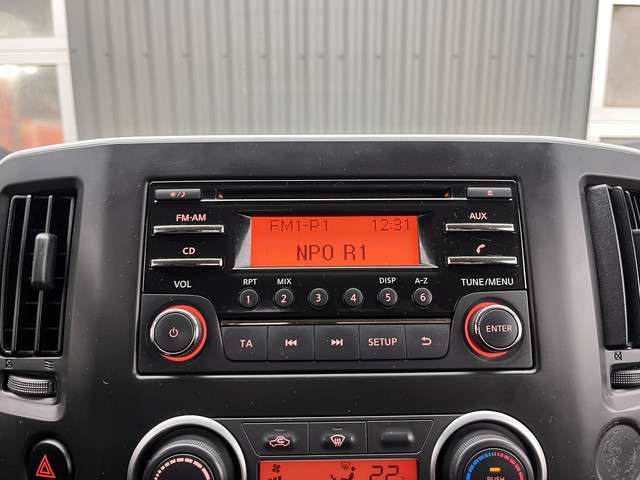 FM-AM
FM1-P1 12:31
AUX
CD
NPO R1
VOL
RPT MIX DISP A-Z
TUNE/MENU
1 2 3 4 5 6
TA
SETUP
ENTER
22
PUSH